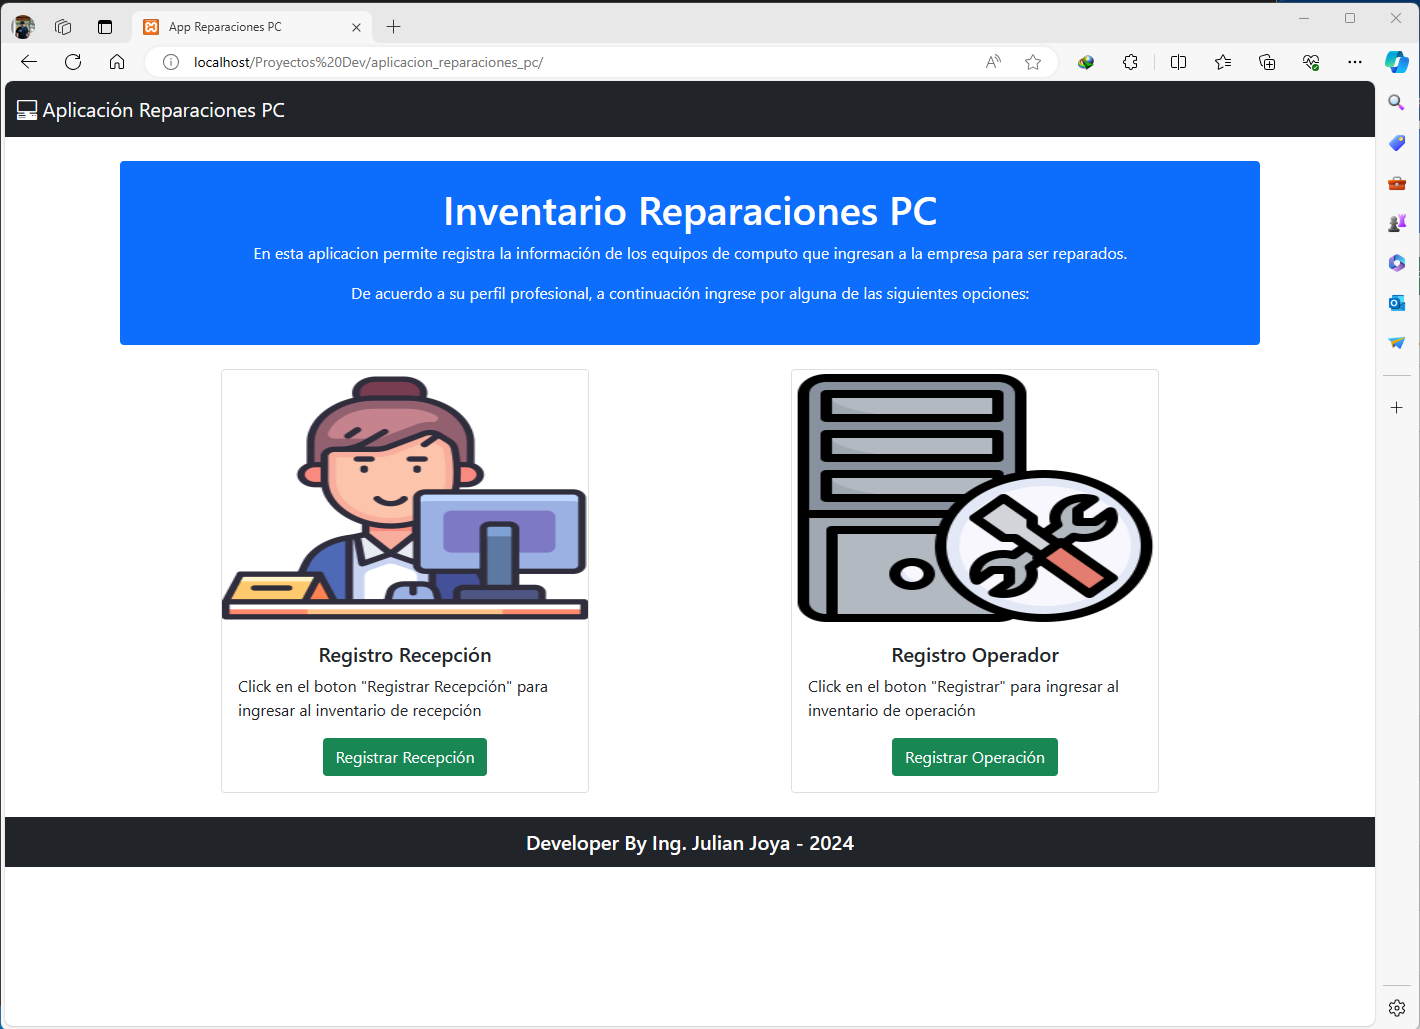 App Reparaciones PC
localhost/Proyectos%20Dev/aplicacion_reparaciones_pc/
Aplicación Reparaciones PC
Inventario Reparaciones PC
En esta aplicacion permite registra la información de los equipos de computo que ingresan a la empresa para ser reparados.
De acuerdo a su perfil profesional, a continuación ingrese por alguna de las siguientes opciones:
Registro Recepción
Click en el boton "Registrar Recepción" para
ingresar al inventario de recepción
Registrar Recepción
Registro Operador
Click en el boton "Registrar" para ingresar al
inventario de operación
Registrar Operación
Developer By Ing. Julian Joya - 2024